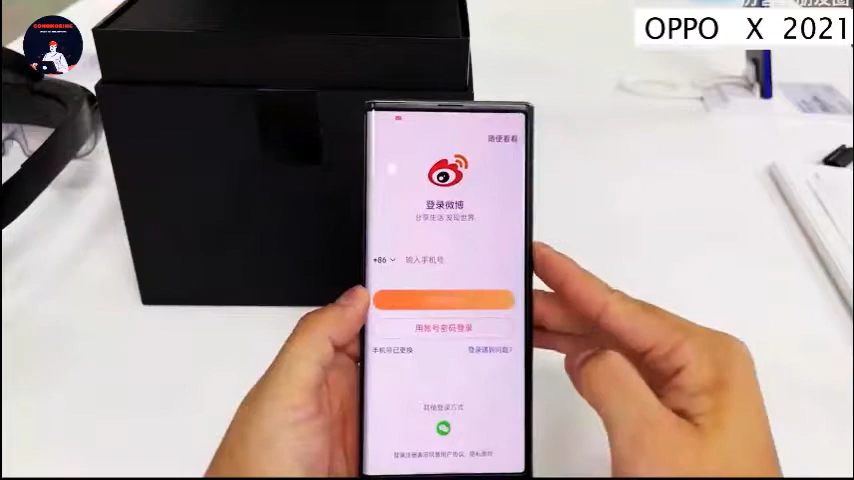 OPPO X 2021
随便看看
登录微博
分享生活 发现世界
+86 输入手机号
用账号密码登录
手机号已更换 登录遇到问题?
其他登录方式